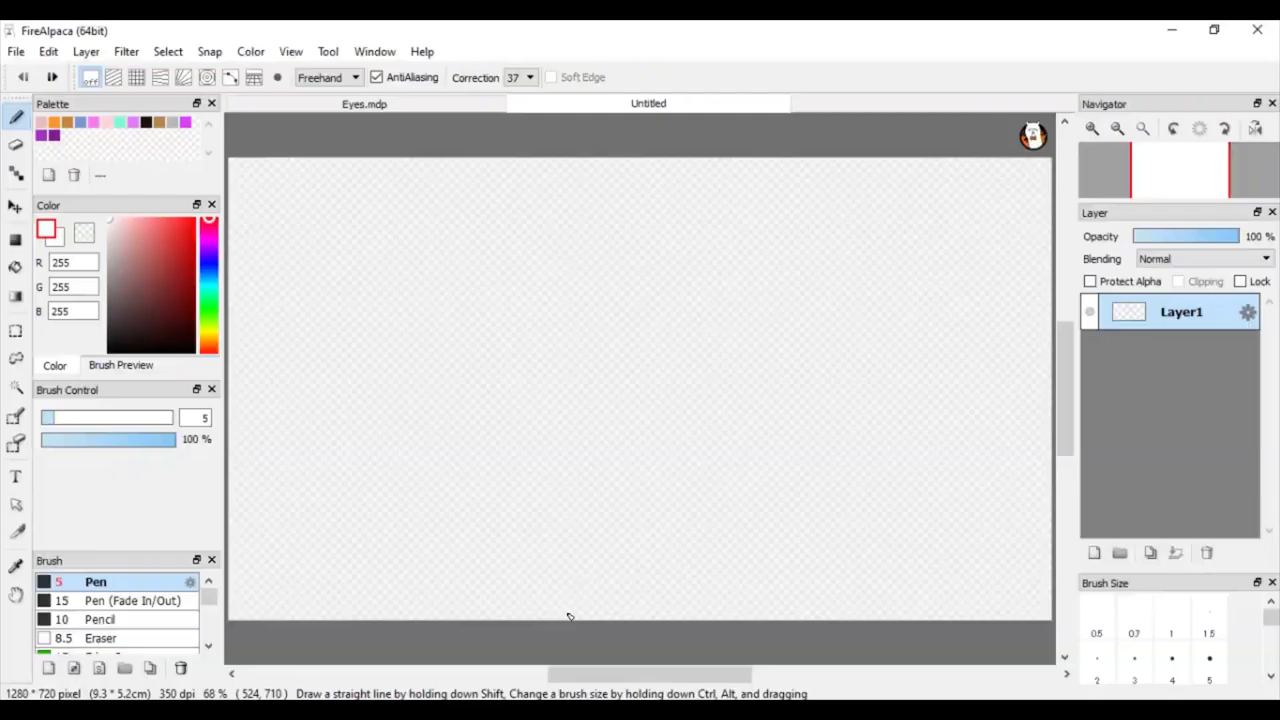 FireAlpaca (64bit)
File Edit Layer Filter Select Snap Color View Tool Window Help
off Freehand AntiAliasing Correction 37 Soft Edge
Palette
Eyes.mdp Untitled
Navigator
Color
R 255
G 255
B 255
Color Brush Preview
Brush Control
5
100 %
Brush
5 Pen
15 Pen (Fade In/Out)
10 Pencil
8.5 Eraser
Layer
Opacity 100 %
Blending Normal
Protect Alpha Clipping Lock
Layer1
Brush Size
0.5 0.7 1 1.5
2 3 4 5
T
1280 * 720 pixel (9.3 * 5.2cm) 350 dpi 68 % ( 524, 710 ) Draw a straight line by holding down Shift, Change a brush size by holding down Ctrl, Alt, and dragging